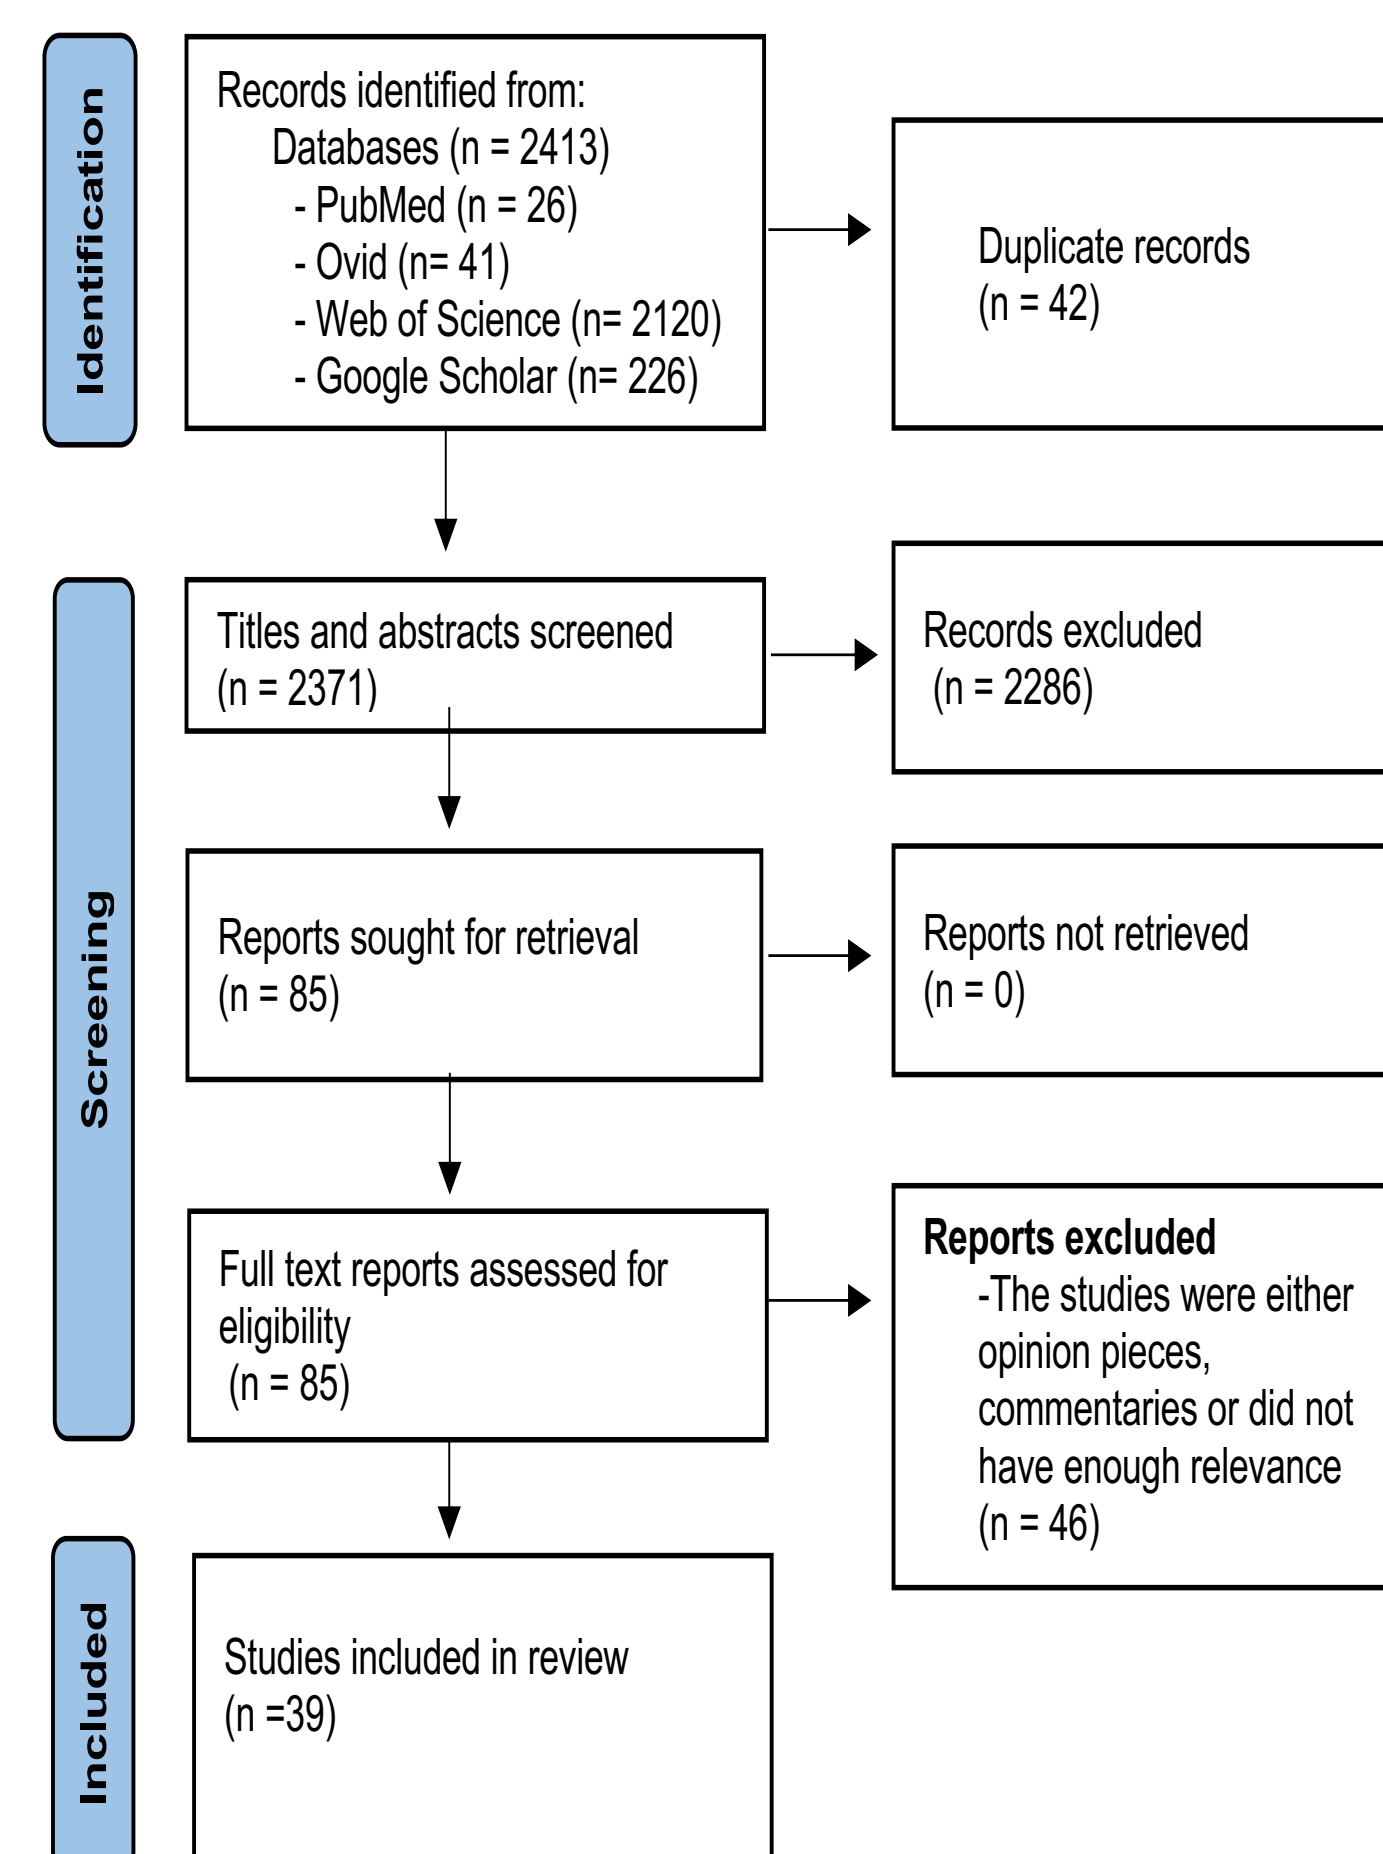 Identification
Records identified from:
Databases (n = 2413)
- PubMed (n = 26)
- Ovid (n= 41)
- Web of Science (n= 2120)
- Google Scholar (n= 226)
Duplicate records
(n = 42)
Screening
Titles and abstracts screened
(n = 2371)
Records excluded
(n = 2286)
Reports sought for retrieval
(n = 85)
Reports not retrieved
(n = 0)
Full text reports assessed for
eligibility
(n = 85)
Reports excluded
-The studies were either
opinion pieces,
commentaries or did not
have enough relevance
(n = 46)
Included
Studies included in review
(n =39)